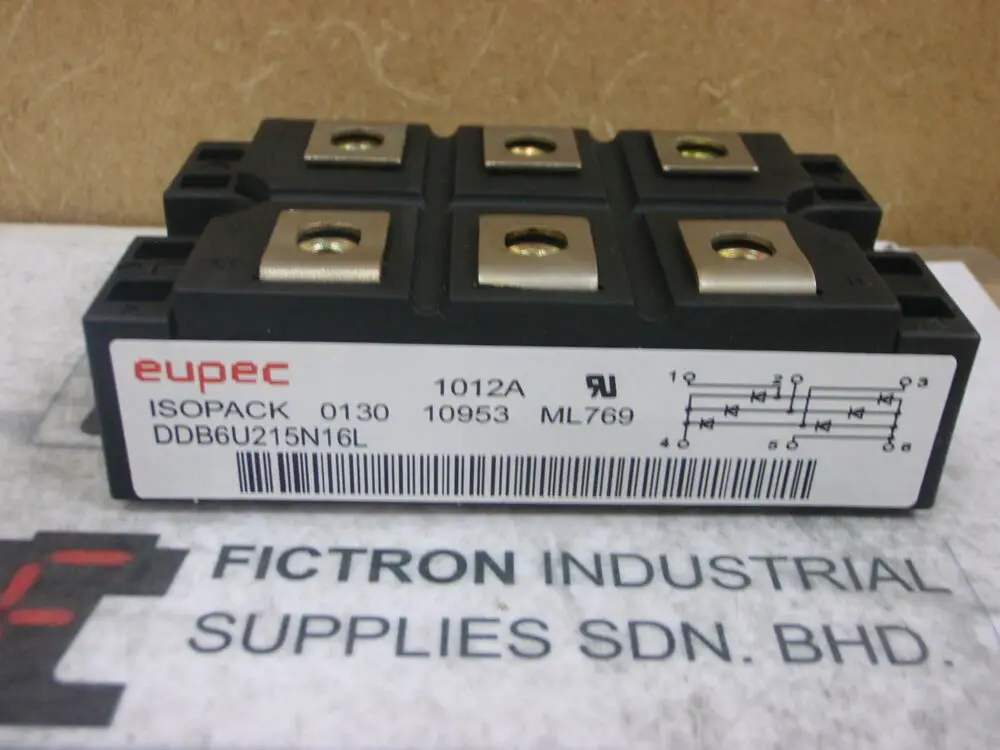 eupec
1012A
ISOPACK 0130 10953 ML769
DDB6U215N16L
1 2 3
4 5 6
FICTRON INDUSTRIAL
SUPPLIES SDN. BHD.